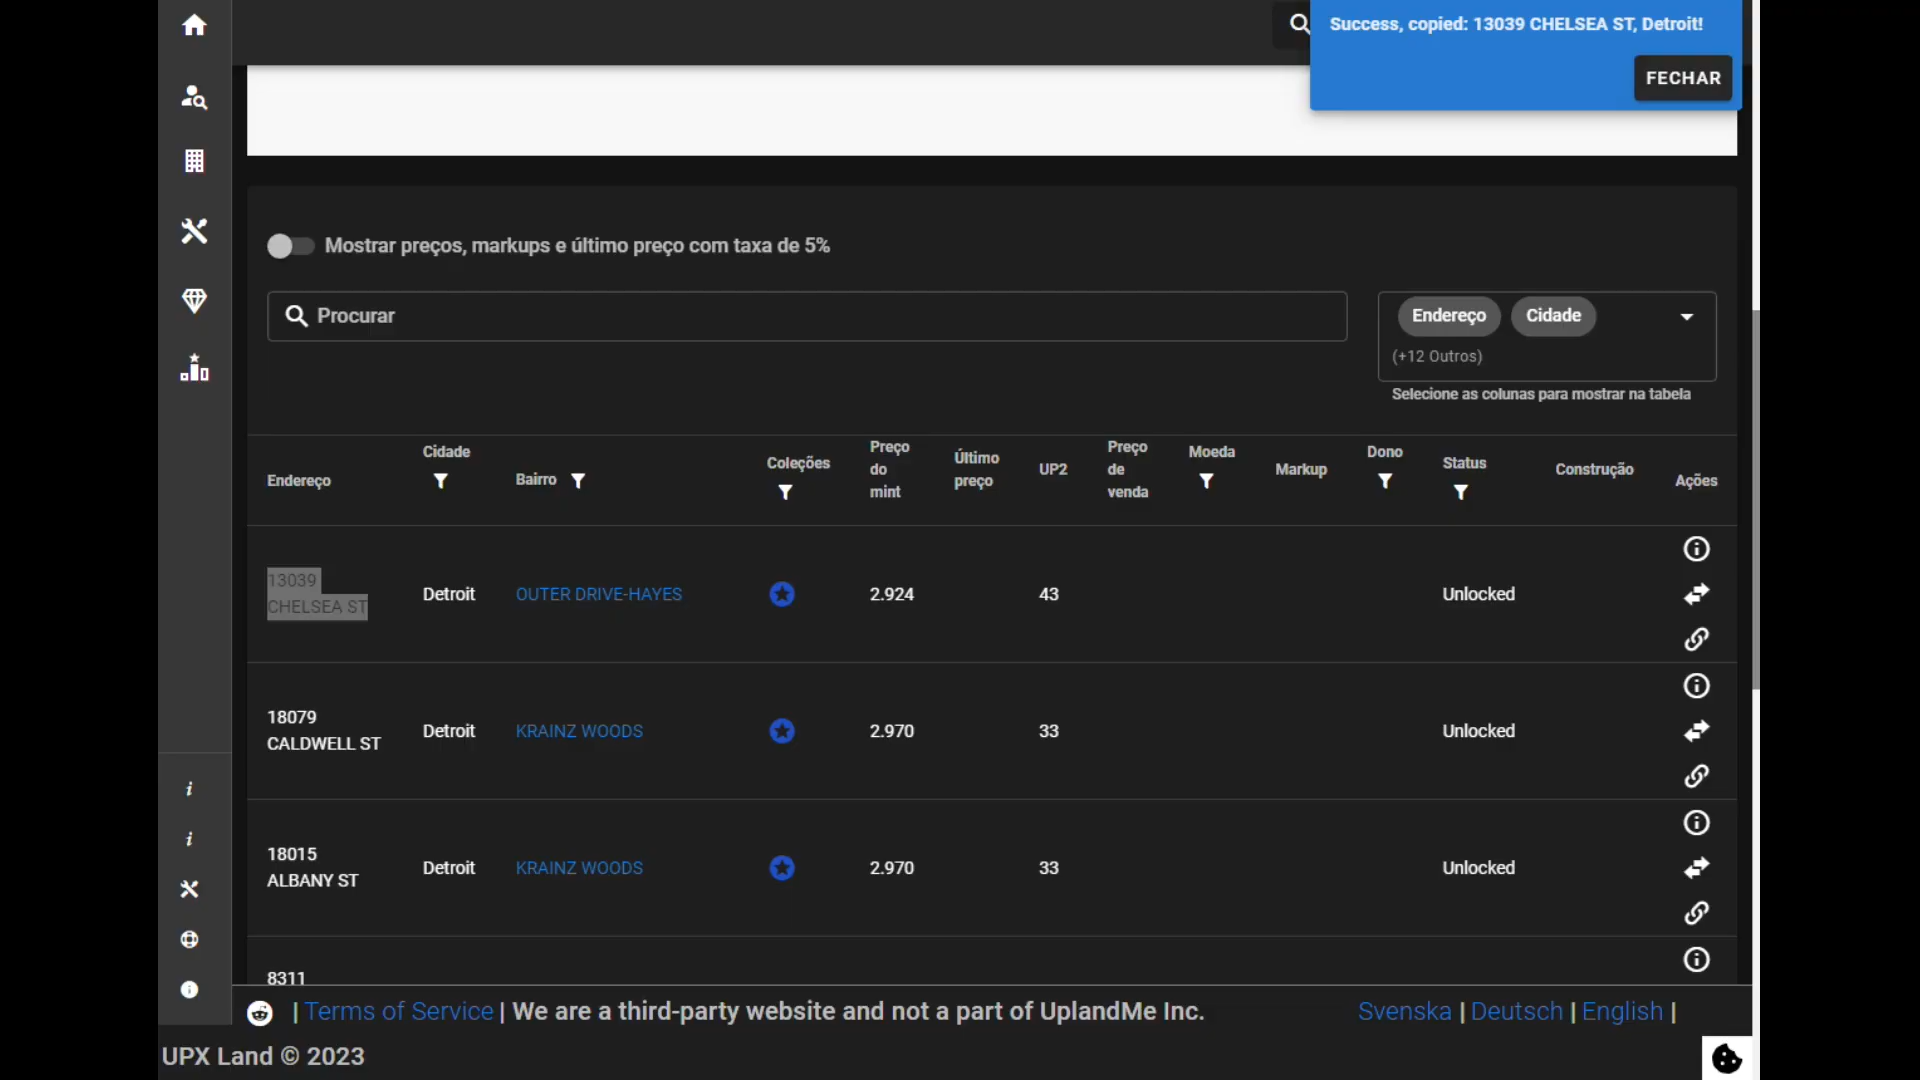 Success, copied: 13039 CHELSEA ST, Detroit!
FECHAR
Mostrar preços, markups e último preço com taxa de 5%
Procurar
Endereço Cidade
(+12 Outros)
Selecione as colunas para mostrar na tabela
Endereço Cidade Bairro Coleções Preço do mint Último preço UP2 Preço de venda Moeda Markup Dono Status Construção Ações
13039
CHELSEA ST Detroit OUTER DRIVE-HAYES 2.924 43 Unlocked
18079
CALDWELL ST Detroit KRAINZ WOODS 2.970 33 Unlocked
18015
ALBANY ST Detroit KRAINZ WOODS 2.970 33 Unlocked
8311
| Terms of Service | We are a third-party website and not a part of UplandMe Inc. Svenska | Deutsch | English |
UPX Land © 2023